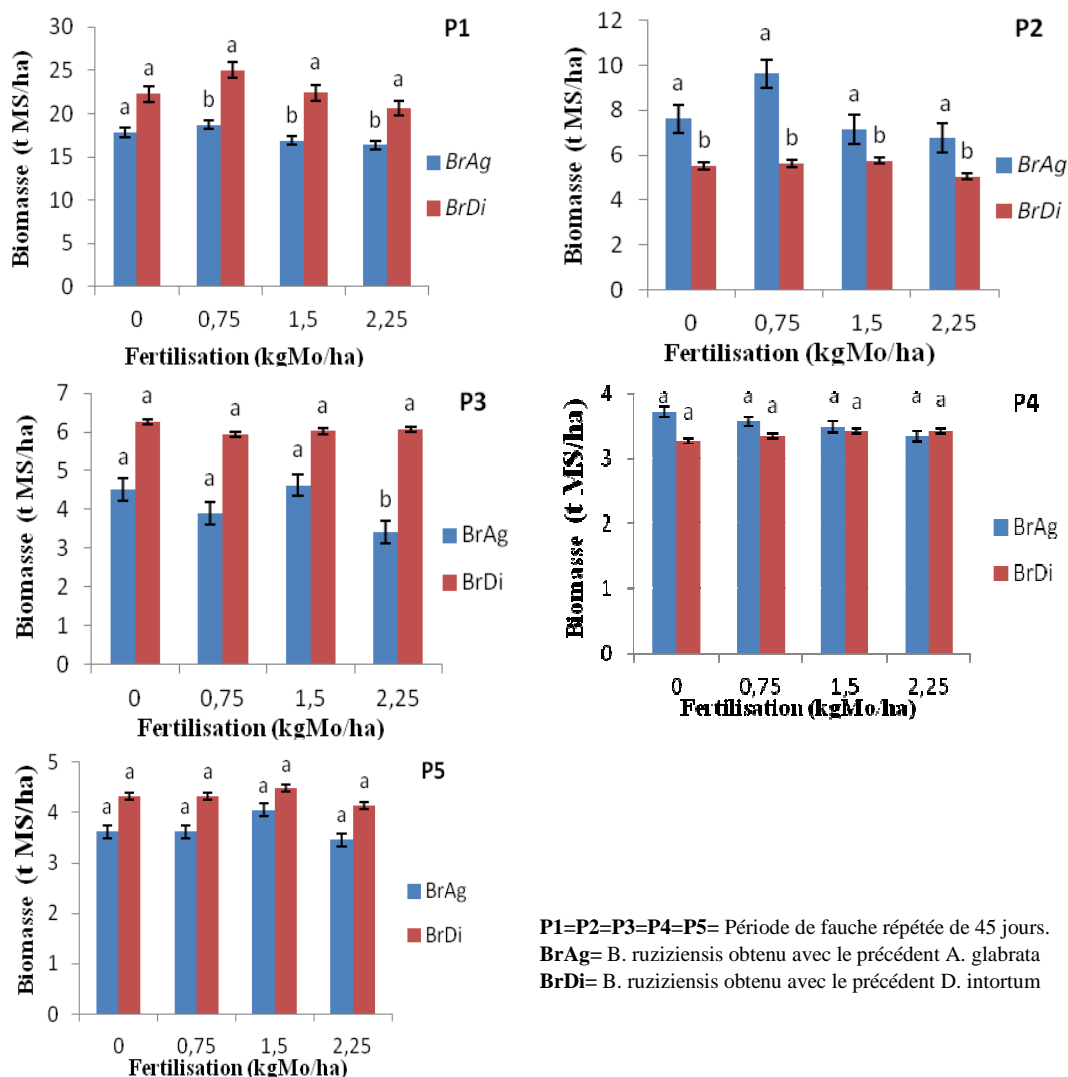 P1
Biomasse (t MS/ha)
30
25
20
15
10
5
0
a a b a b a b a
BrAg
BrDi
0 0,75 1,5 2,25
Fertilisation (kgMo/ha)
P2
Biomasse (t MS/ha)
12
10
8
6
4
2
0
a b a b a b a b
BrAg
BrDi
0 0,75 1,5 2,25
Fertilisation (kgMo/ha)
P3
Biomasse (t MS/ha)
7
6
5
4
3
2
1
0
a a a a a a b a
BrAg
BrDi
0 0,75 1,5 2,25
Fertilisation (kgMo/ha)
P4
Biomasse (t MS/ha)
4
3
2
1
0
a a a a a a a a
BrAg
BrDi
0 0,75 1,5 2,25
Fertilisation (kgMo/ha)
P5
Biomasse (t MS/ha)
5
4
3
2
1
0
a a a a a a a a
BrAg
BrDi
0 0,75 1,5 2,25
Fertilisation (kgMo/ha)
P1=P2=P3=P4=P5= Période de fauche répétée de 45 jours.
BrAg= B. ruziziensis obtenu avec le précédent A. glabrata
BrDi= B. ruziziensis obtenu avec le précédent D. intortum